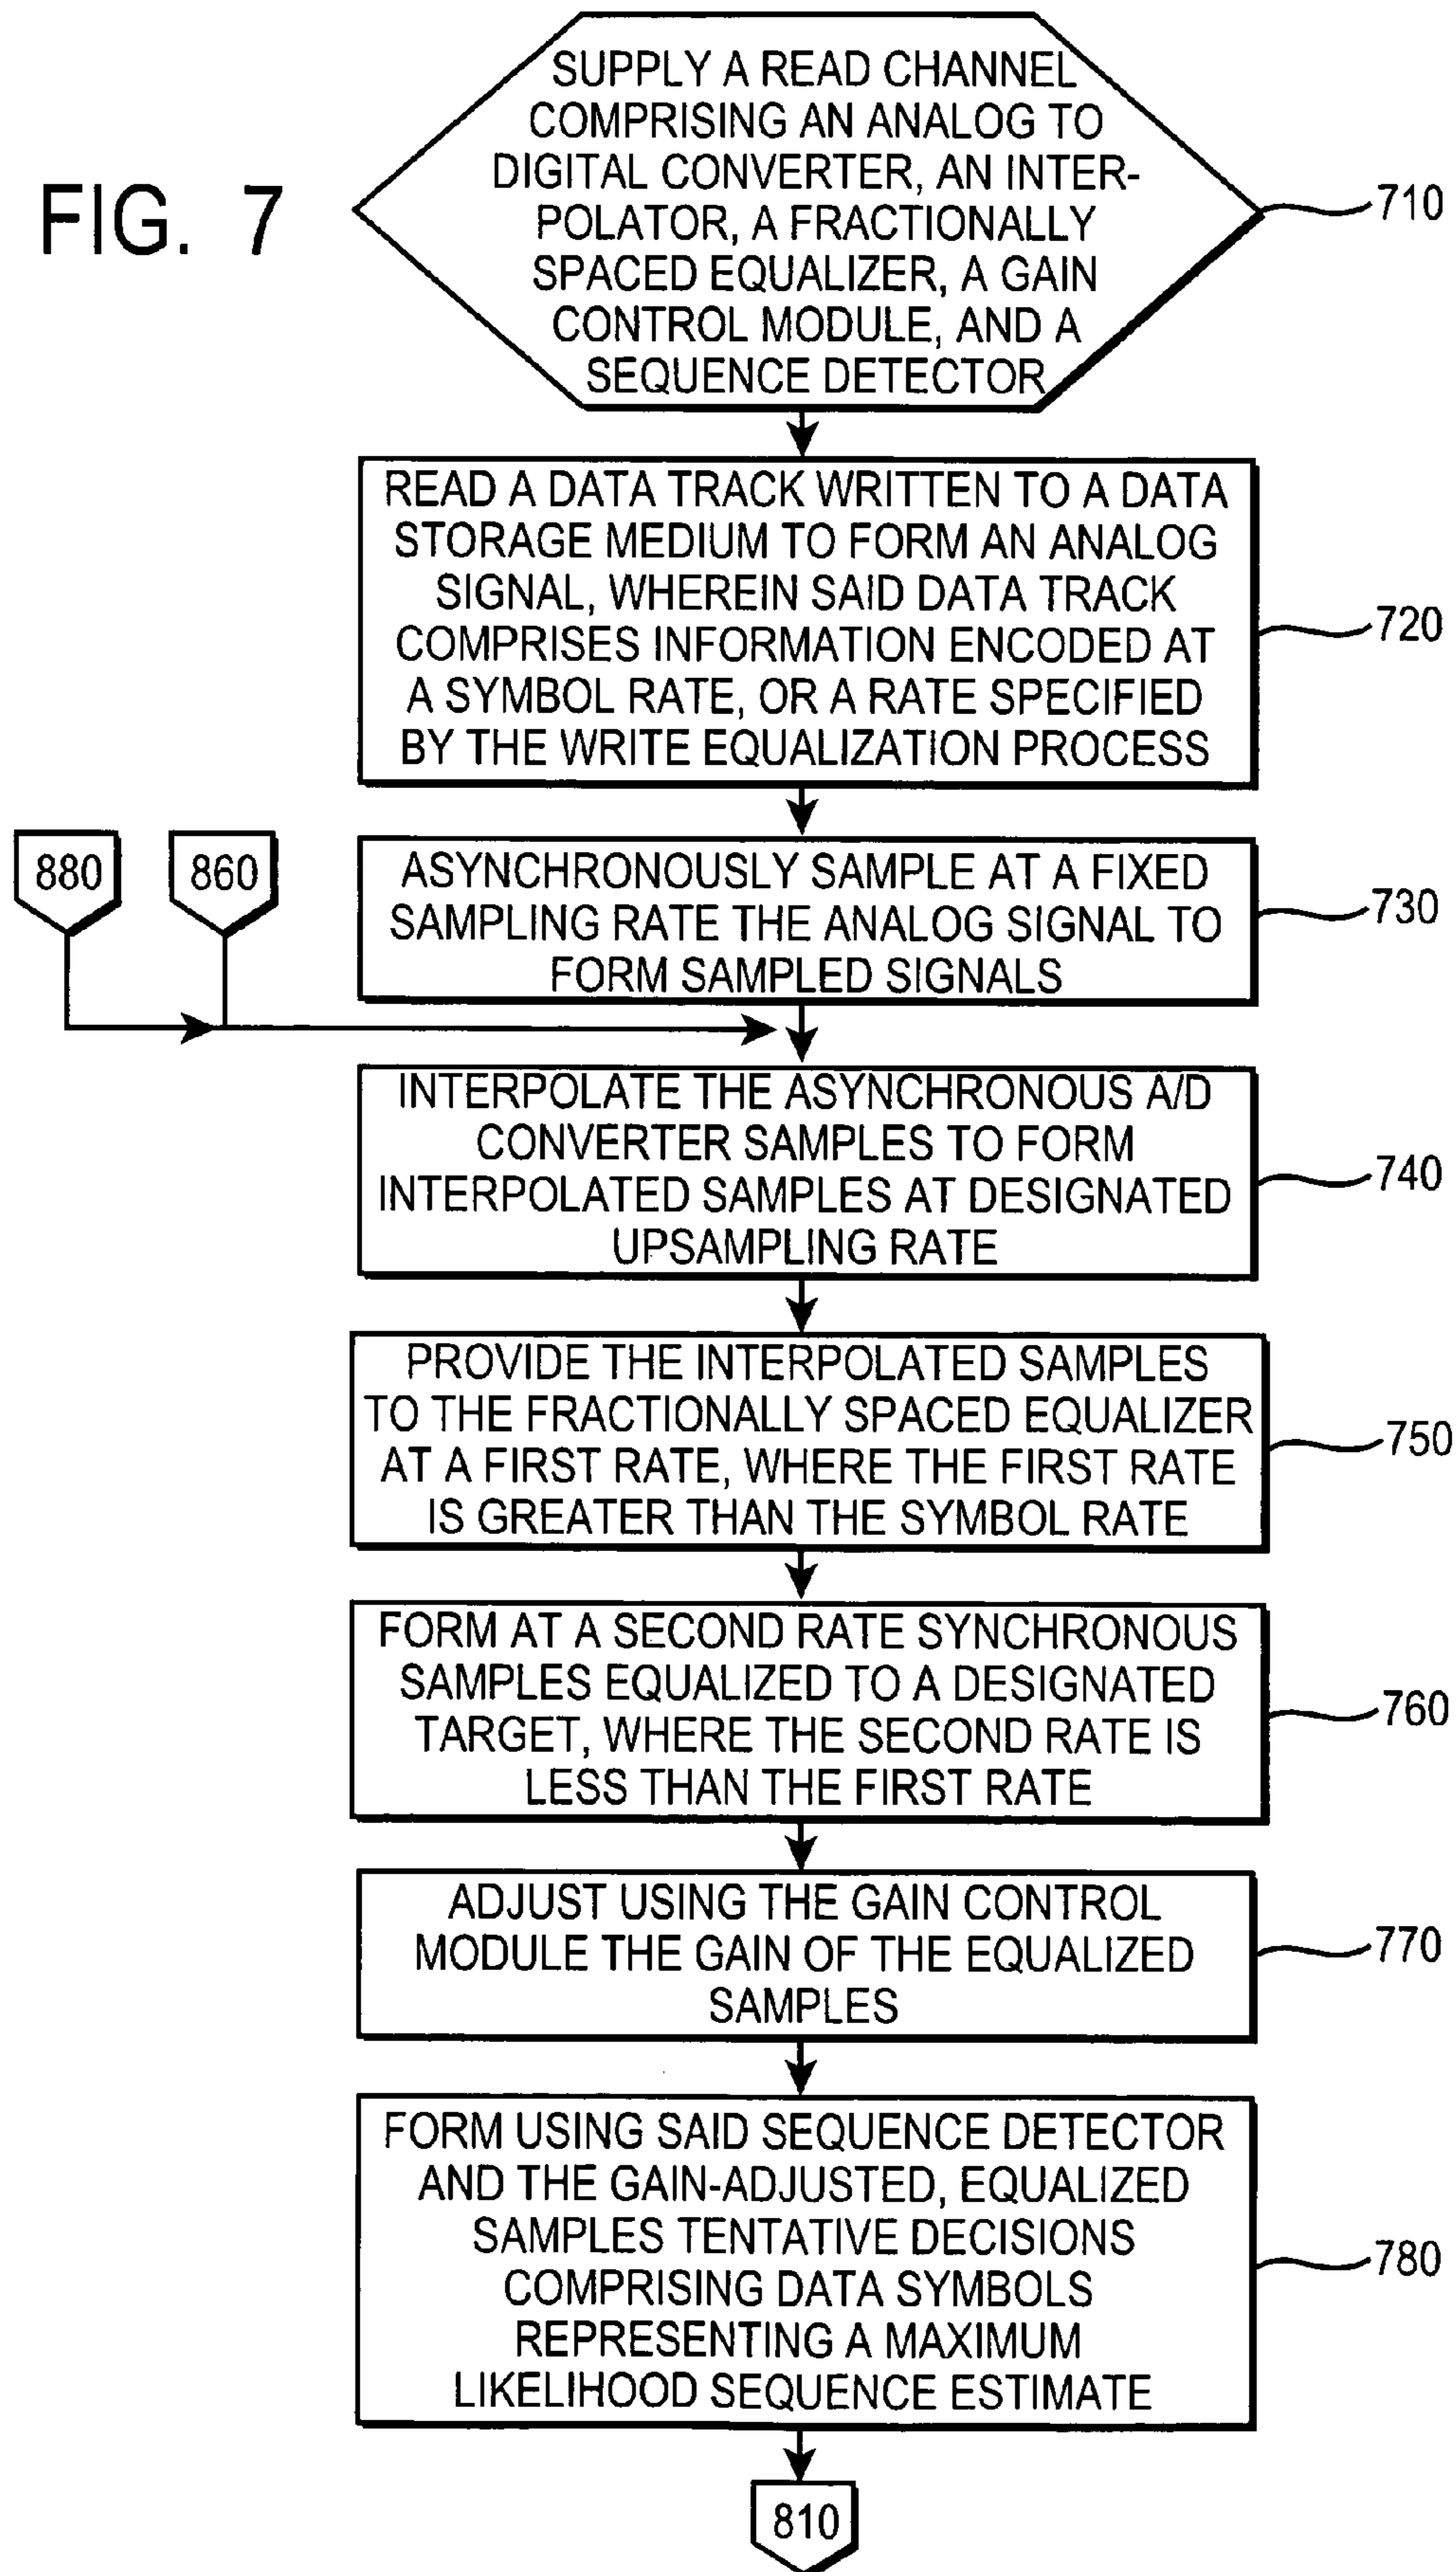 FIG. 7
SUPPLY A READ CHANNEL
COMPRISING AN ANALOG TO
DIGITAL CONVERTER, AN INTER-
POLATOR, A FRACTIONALLY
SPACED EQUALIZER, A GAIN
CONTROL MODULE, AND A
SEQUENCE DETECTOR
710
READ A DATA TRACK WRITTEN TO A DATA
STORAGE MEDIUM TO FORM AN ANALOG
SIGNAL, WHEREIN SAID DATA TRACK
COMPRISES INFORMATION ENCODED AT
A SYMBOL RATE, OR A RATE SPECIFIED
BY THE WRITE EQUALIZATION PROCESS
720
880
860
ASYNCHRONOUSLY SAMPLE AT A FIXED
SAMPLING RATE THE ANALOG SIGNAL TO
FORM SAMPLED SIGNALS
730
INTERPOLATE THE ASYNCHRONOUS A/D
CONVERTER SAMPLES TO FORM
INTERPOLATED SAMPLES AT DESIGNATED
UPSAMPLING RATE
740
PROVIDE THE INTERPOLATED SAMPLES
TO THE FRACTIONALLY SPACED EQUALIZER
AT A FIRST RATE, WHERE THE FIRST RATE
IS GREATER THAN THE SYMBOL RATE
750
FORM AT A SECOND RATE SYNCHRONOUS
SAMPLES EQUALIZED TO A DESIGNATED
TARGET, WHERE THE SECOND RATE IS
LESS THAN THE FIRST RATE
760
ADJUST USING THE GAIN CONTROL
MODULE THE GAIN OF THE EQUALIZED
SAMPLES
770
FORM USING SAID SEQUENCE DETECTOR
AND THE GAIN-ADJUSTED, EQUALIZED
SAMPLES TENTATIVE DECISIONS
COMPRISING DATA SYMBOLS
REPRESENTING A MAXIMUM
LIKELIHOOD SEQUENCE ESTIMATE
780
810